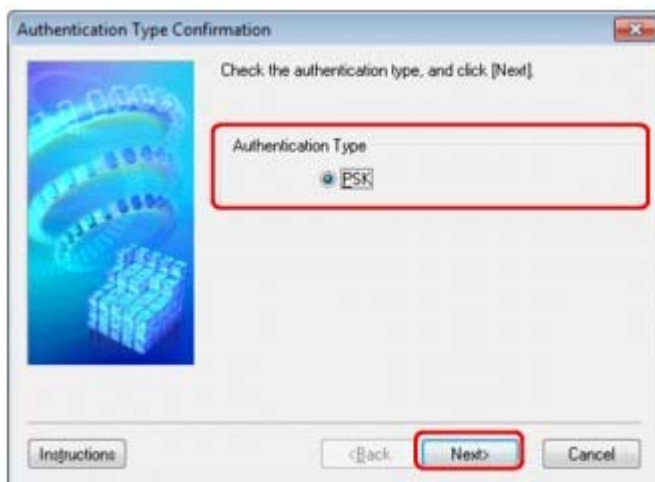 Authentication Type Confirmation
Check the authentication type, and click [Next].
Authentication Type
PSK
Instructions
<Back
Next>
Cancel